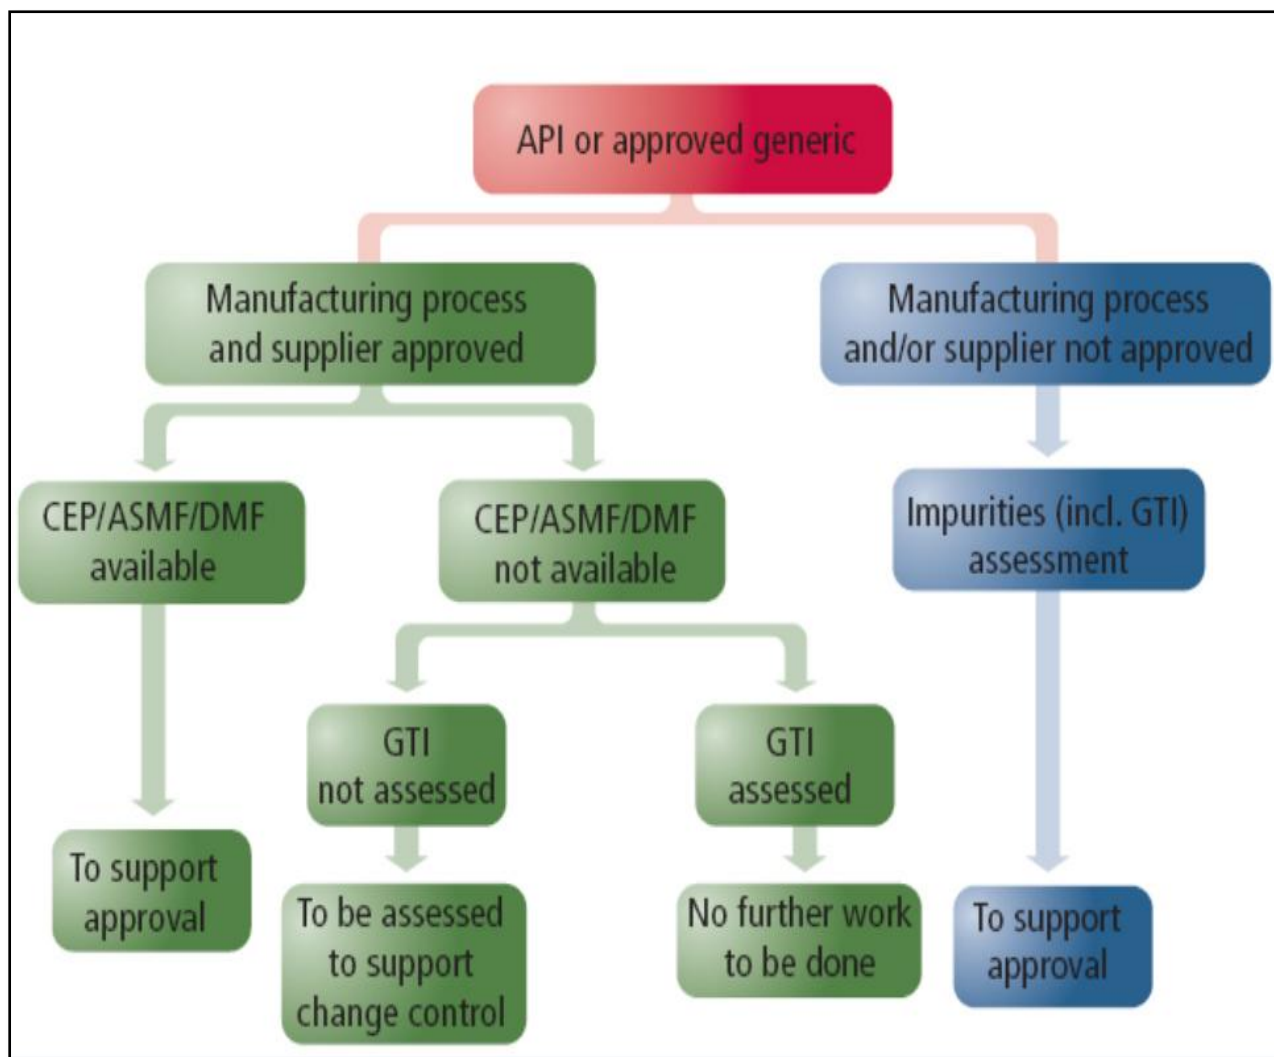 API or approved generic
Manufacturing process
and supplier approved
Manufacturing process
and/or supplier not approved
CEP/ASMF/DMF
available
CEP/ASMF/DMF
not available
Impurities (incl. GTI)
assessment
GTI
not assessed
GTI
assessed
To support
approval
To be assessed
to support
change control
No further work
to be done
To support
approval